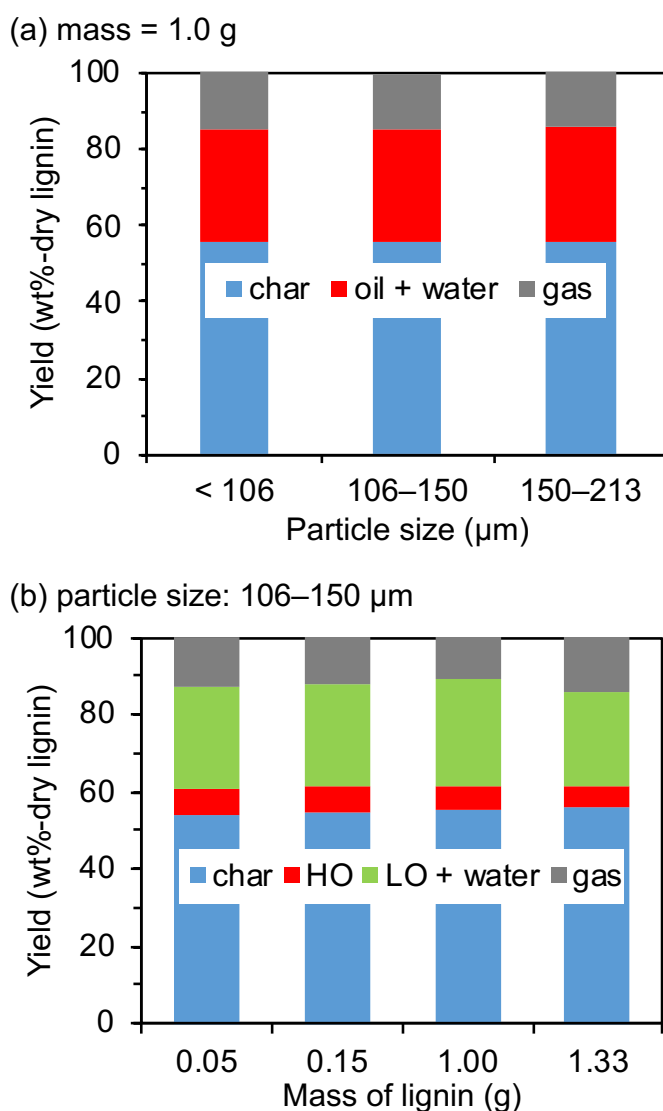 (a) mass = 1.0 g
100
80
60
40
20
0
Yield (wt%-dry lignin)
char oil + water gas
< 106 106–150 150–213
Particle size (µm)
(b) particle size: 106–150 µm
100
80
60
40
20
0
Yield (wt%-dry lignin)
char HO LO + water gas
0.05 0.15 1.00 1.33
Mass of lignin (g)